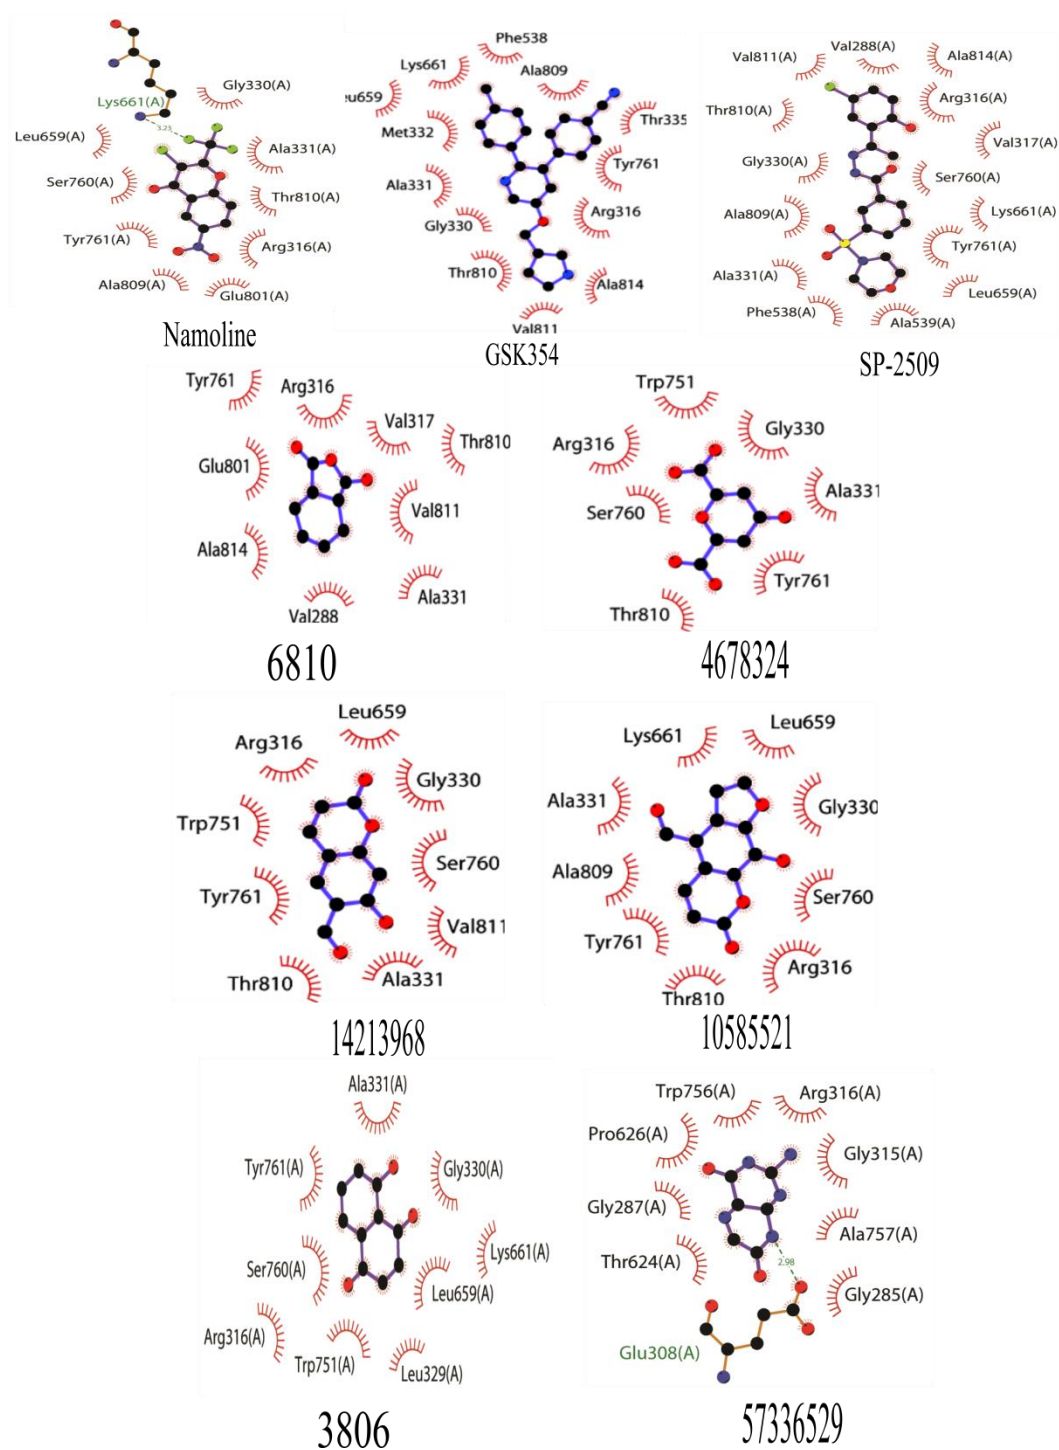 Lys661(A)
Gly330(A)
3.23
Leu659(A)
Ala331(A)
Ser760(A)
Thr810(A)
Tyr761(A)
Arg316(A)
Ala809(A)
Glu801(A)
Namoline
Phe538
Lys661
Ala809
eu659
Thr335
Met332
Tyr761
Ala331
Arg316
Gly330
Thr810
Ala814
Val811
GSK354
Val811(A)
Val288(A)
Ala814(A)
Thr810(A)
Arg316(A)
Val317(A)
Gly330(A)
Ser760(A)
Ala809(A)
Lys661(A)
Tyr761(A)
Ala331(A)
Leu659(A)
Phe538(A)
Ala539(A)
SP-2509
Tyr761
Arg316
Val317
Thr810
Glu801
Val811
Ala814
Ala331
Val288
6810
Trp751
Gly330
Arg316
Ala331
Ser760
Tyr761
Thr810
4678324
Leu659
Arg316
Gly330
Trp751
Ser760
Tyr761
Val811
Thr810
Ala331
14213968
Lys661
Leu659
Ala331
Gly330
Ala809
Ser760
Tyr761
Arg316
Thr810
10585521
Ala331(A)
Tyr761(A)
Gly330(A)
Lys661(A)
Ser760(A)
Leu659(A)
Arg316(A)
Trp751(A)
Leu329(A)
3806
Trp756(A)
Arg316(A)
Pro626(A)
Gly315(A)
Gly287(A)
Ala757(A)
Thr624(A)
2.98
Gly285(A)
Glu308(A)
57336529